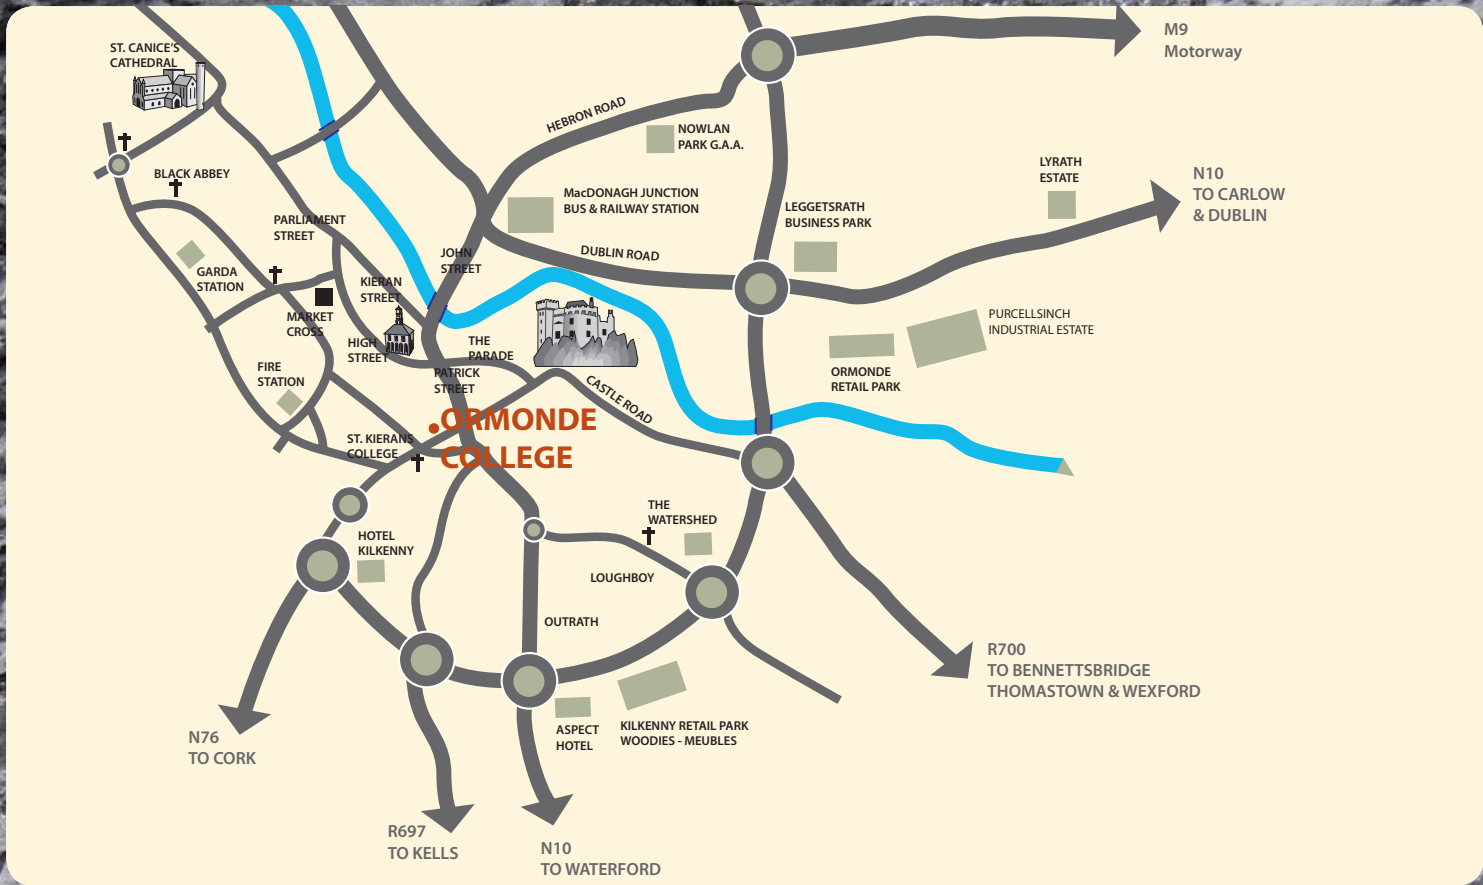 M9
Motorway
ST. CANICE'S
CATHEDRAL
HEBRON ROAD
NOWLAN
PARK G.A.A.
BLACK ABBEY
LYRATH
ESTATE
N10
TO CARLOW
& DUBLIN
MacDONAGH JUNCTION
BUS & RAILWAY STATION
LEGGETSRATH
BUSINESS PARK
PARLIAMENT
STREET
JOHN
STREET
DUBLIN ROAD
GARDA
STATION
KIERAN
STREET
MARKET
CROSS
PURCELLSINCH
INDUSTRIAL ESTATE
HIGH
STREET
THE
PARADE
FIRE
STATION
PATRICK
STREET
CASTLE ROAD
ORMONDE
RETAIL PARK
ORMONDE
COLLEGE
ST. KIERANS
COLLEGE
THE
WATERSHED
HOTEL
KILKENNY
LOUGHBOY
OUTRATH
R700
TO BENNETTSBRIDGE
THOMASTOWN & WEXFORD
N76
TO CORK
ASPECT
HOTEL
KILKENNY RETAIL PARK
WOODIES - MEUBLES
R697
TO KELLS
N10
TO WATERFORD